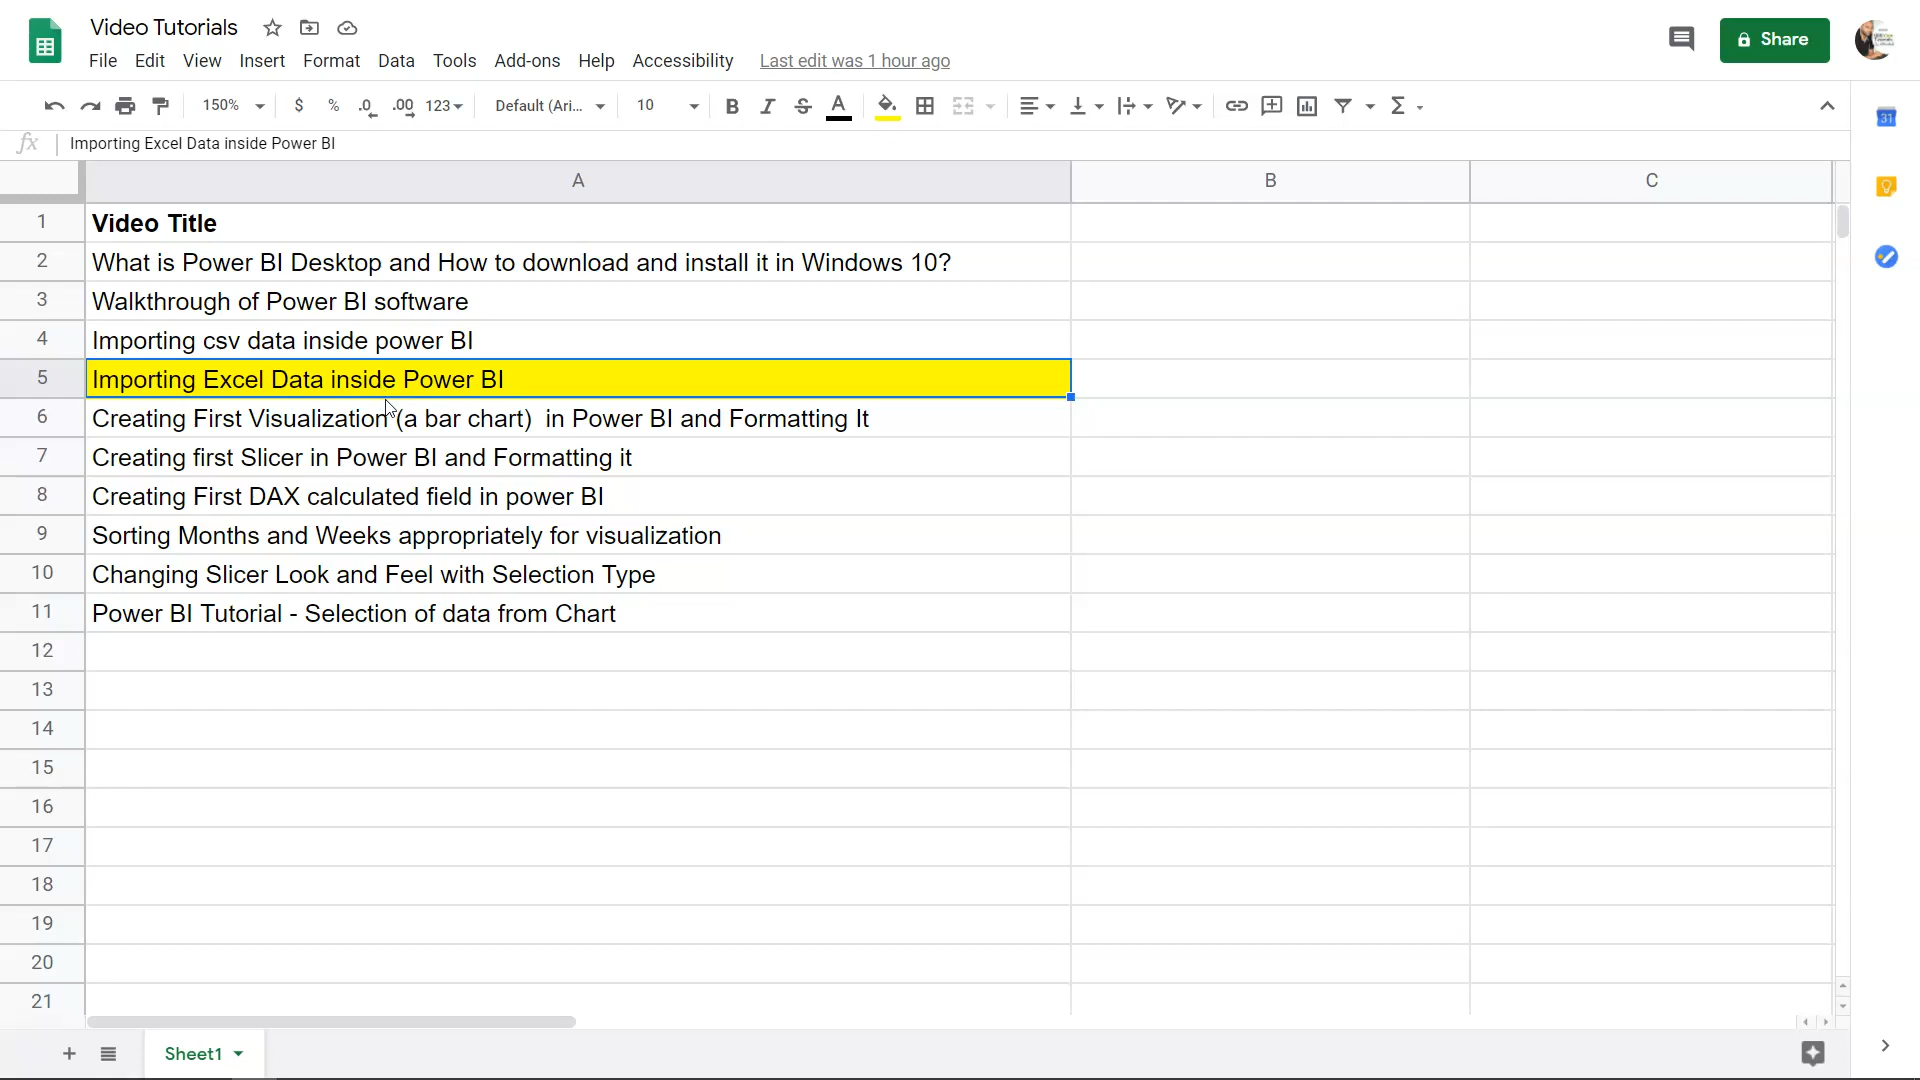 Video Tutorials
File Edit View Insert Format Data Tools Add-ons Help Accessibility Last edit was 1 hour ago
Share
150% $ % .0 .00 123 Default (Ari... 10 B I S A
31
fx Importing Excel Data inside Power BI
A B C
1 Video Title
2 What is Power BI Desktop and How to download and install it in Windows 10?
3 Walkthrough of Power BI software
4 Importing csv data inside power BI
5 Importing Excel Data inside Power BI
6 Creating First Visualization (a bar chart)  in Power BI and Formatting It
7 Creating first Slicer in Power BI and Formatting it
8 Creating First DAX calculated field in power BI
9 Sorting Months and Weeks appropriately for visualization
10 Changing Slicer Look and Feel with Selection Type
11 Power BI Tutorial - Selection of data from Chart
12
13
14
15
16
17
18
19
20
21
Sheet1